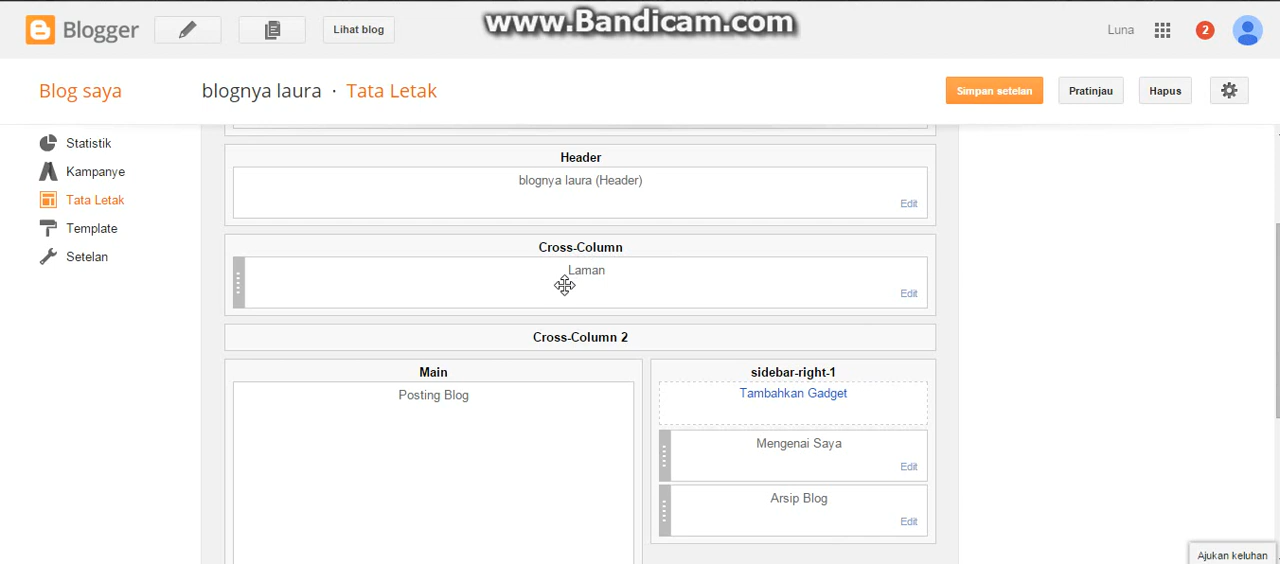 www.Bandicam.com
Blogger
Lihat blog
Luna
2
Blog saya
blognya laura · Tata Letak
Simpan setelan
Pratinjau
Hapus
Statistik
Kampanye
Tata Letak
Template
Setelan
Header
blognya laura (Header)
Edit
Cross-Column
Laman
Edit
Cross-Column 2
Main
Posting Blog
sidebar-right-1
Tambahkan Gadget
Mengenai Saya
Edit
Arsip Blog
Edit
Ajukan keluhan